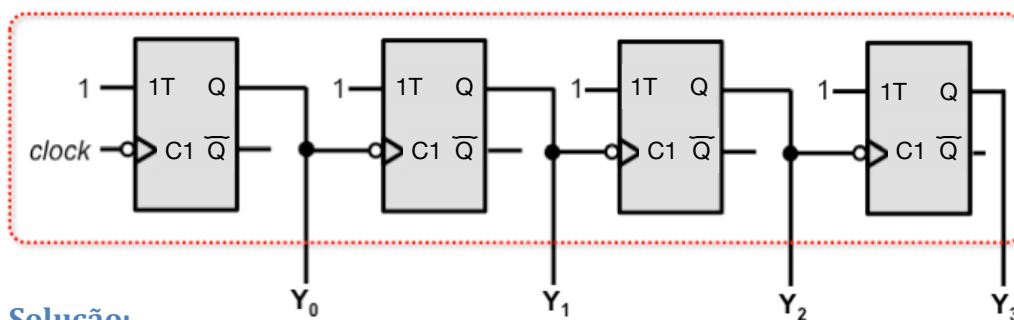 1 1T Q 1 1T Q 1 1T Q 1 1T Q
clock C1 Q̅ C1 Q̅ C1 Q̅ C1 Q̅
Y₀ Y₁ Y₂ Y₃
Solução: